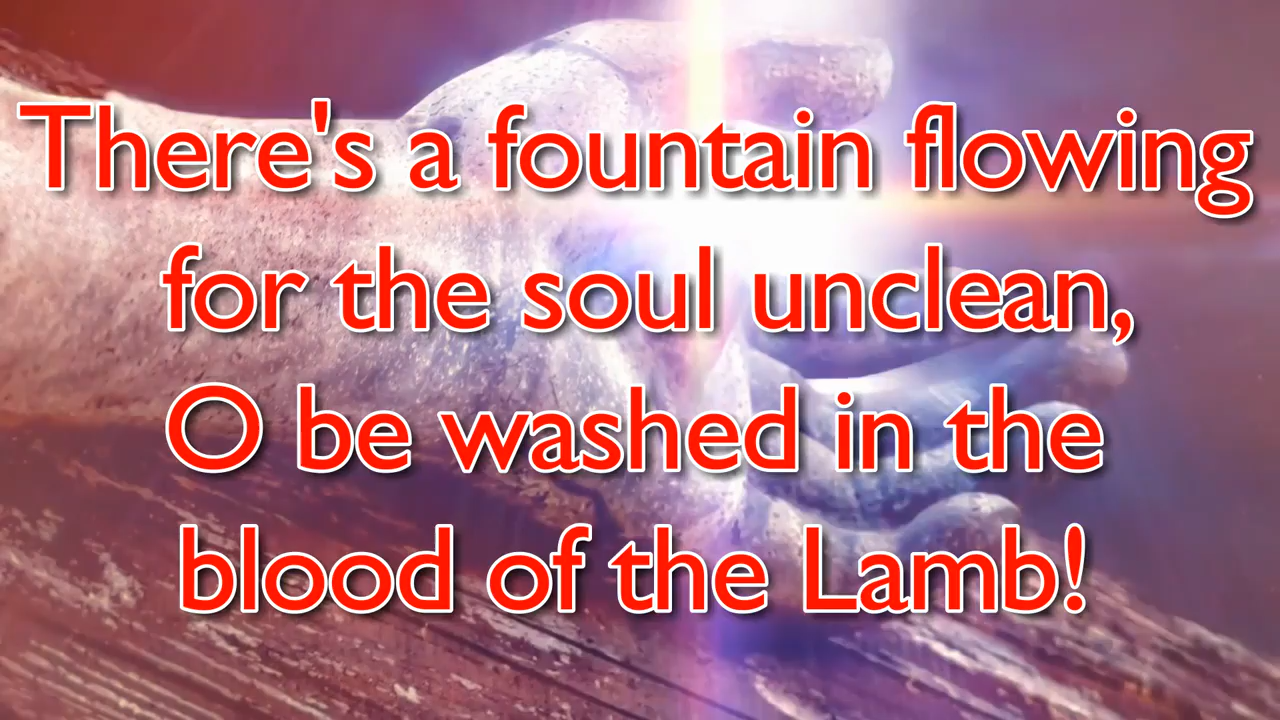 There's a fountain flowing
for the soul unclean,
O be washed in the
blood of the Lamb!